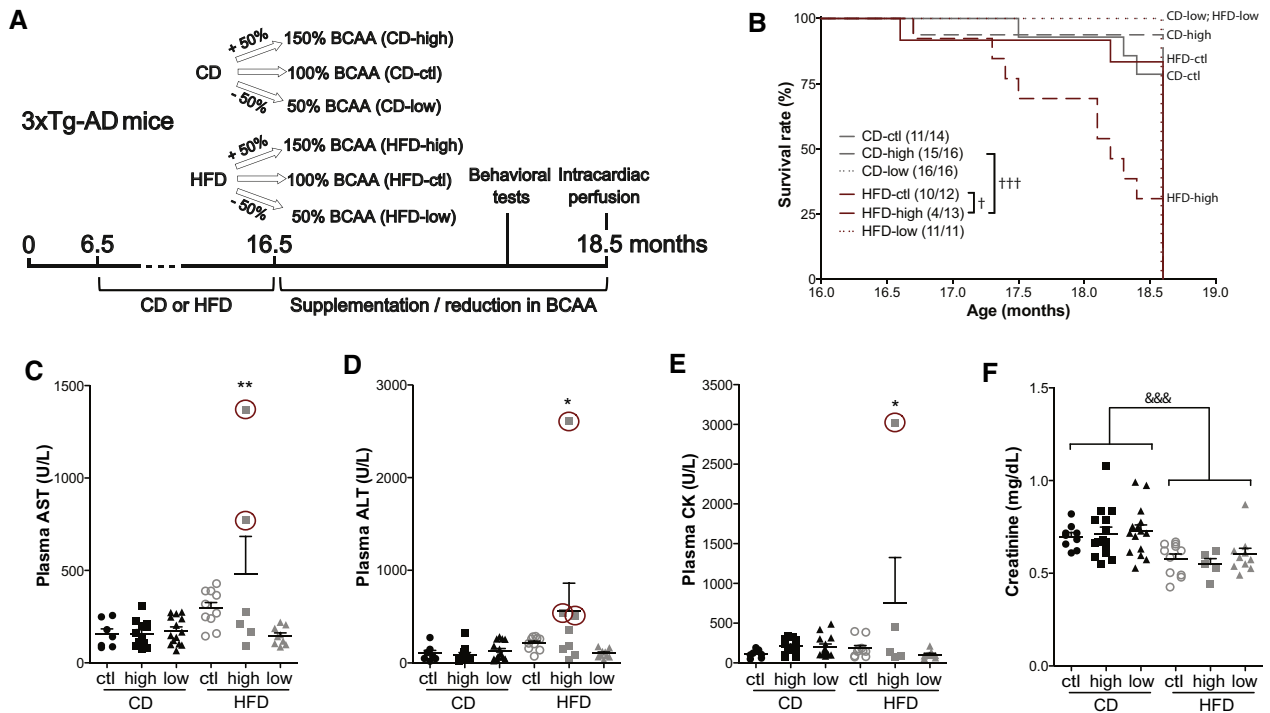 A
+ 50%
150% BCAA (CD-high)
CD
100% BCAA (CD-ctl)
- 50%
50% BCAA (CD-low)
3xTg-AD mice
+ 50%
150% BCAA (HFD-high)
HFD
100% BCAA (HFD-ctl)
-50%
50% BCAA (HFD-low)
Behavioral tests
Intracardiac perfusion
0 6.5 16.5 18.5 months
CD or HFD
Supplementation / reduction in BCAA
B
Survival rate (%)
100
75
50
25
0
16.0 16.5 17.0 17.5 18.0 18.5 19.0
Age (months)
CD-low; HFD-low
CD-high
HFD-ctl
CD-ctl
HFD-high
CD-ctl (11/14)
CD-high (15/16)
CD-low (16/16)
HFD-ctl (10/12)
HFD-high (4/13)
HFD-low (11/11)
†
†††
C
Plasma AST (U/L)
1500
1000
500
0
**
ctl high low ctl high low
CD HFD
D
Plasma ALT (U/L)
3000
2000
1000
0
*
ctl high low ctl high low
CD HFD
E
Plasma CK (U/L)
3500
3000
2500
2000
1500
1000
500
0
*
ctl high low ctl high low
CD HFD
F
Creatinine (mg/dL)
1.5
1.0
0.5
0.0
&&&
ctl high low ctl high low
CD HFD